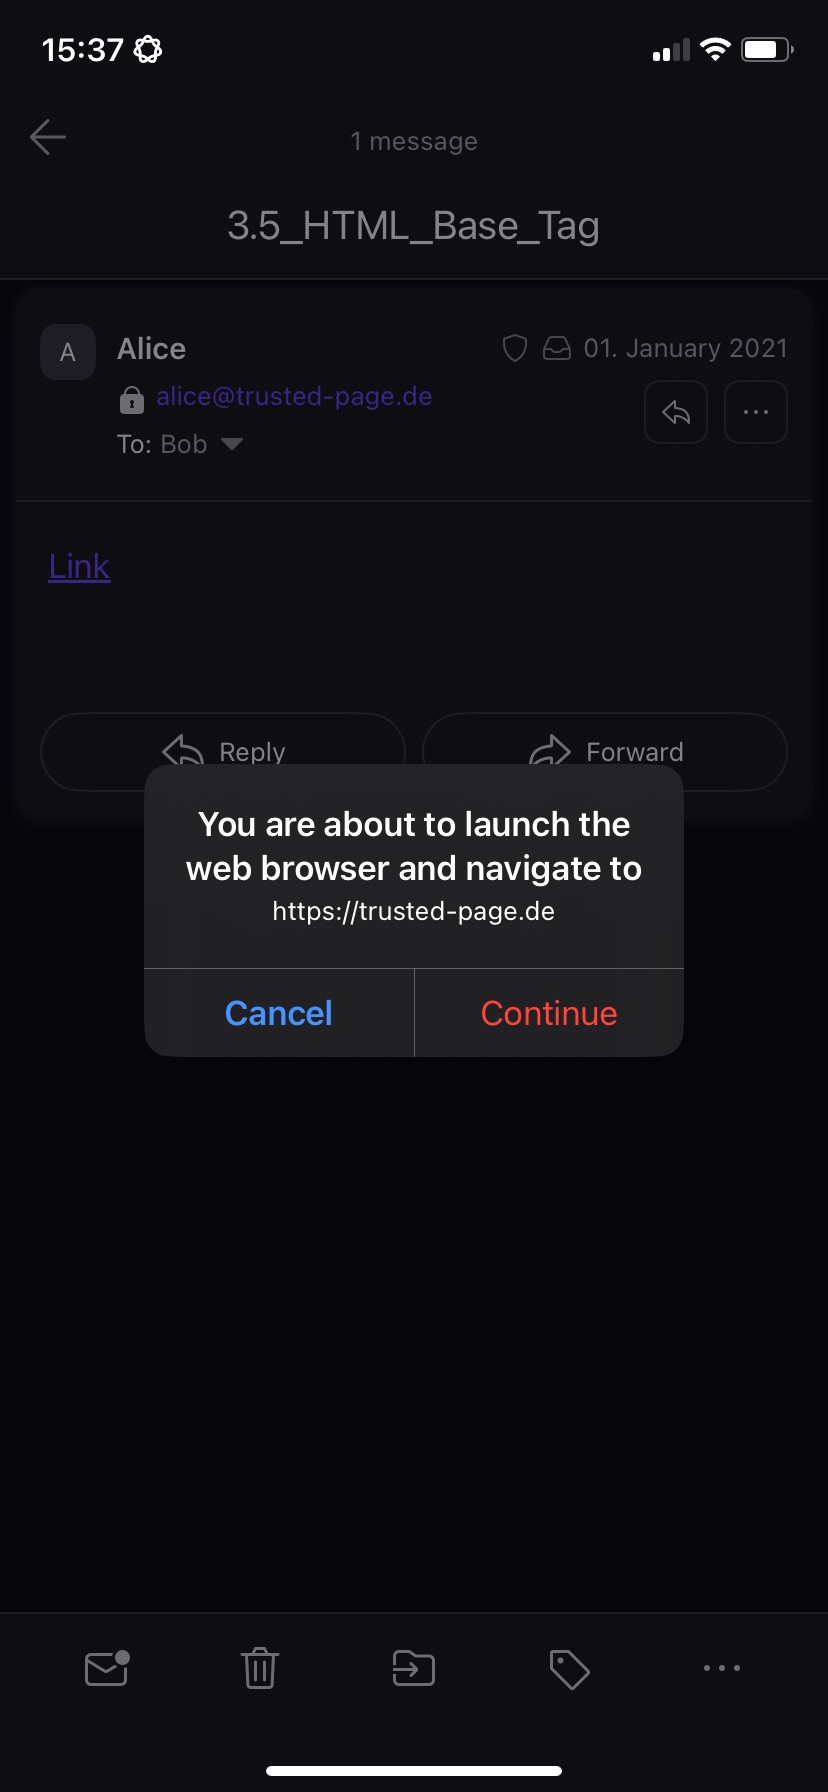 15:37
1 message
3.5_HTML_Base_Tag
A
Alice
01. January 2021
alice@trusted-page.de
To: Bob
Link
Reply
Forward
You are about to launch the
web browser and navigate to
https://trusted-page.de
Cancel
Continue